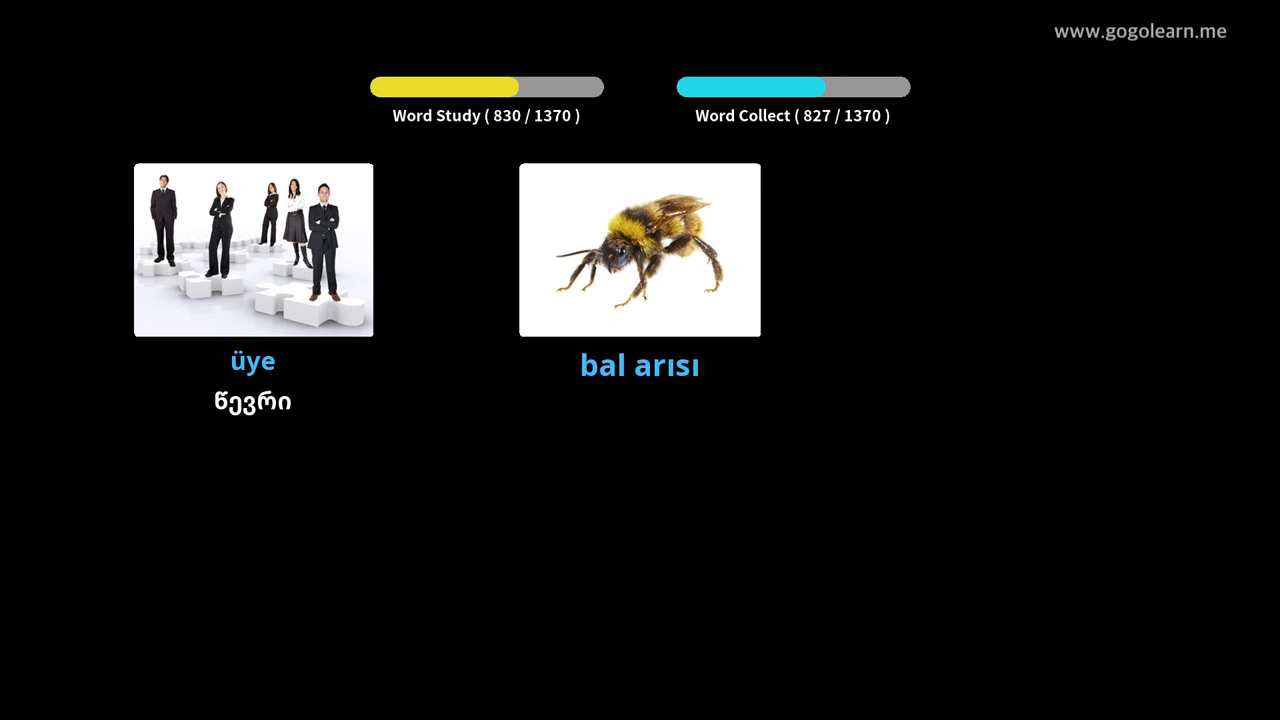 www.gogolearn.me
Word Study ( 830 / 1370 )
Word Collect ( 827 / 1370 )
üye
წევრი
bal arısı